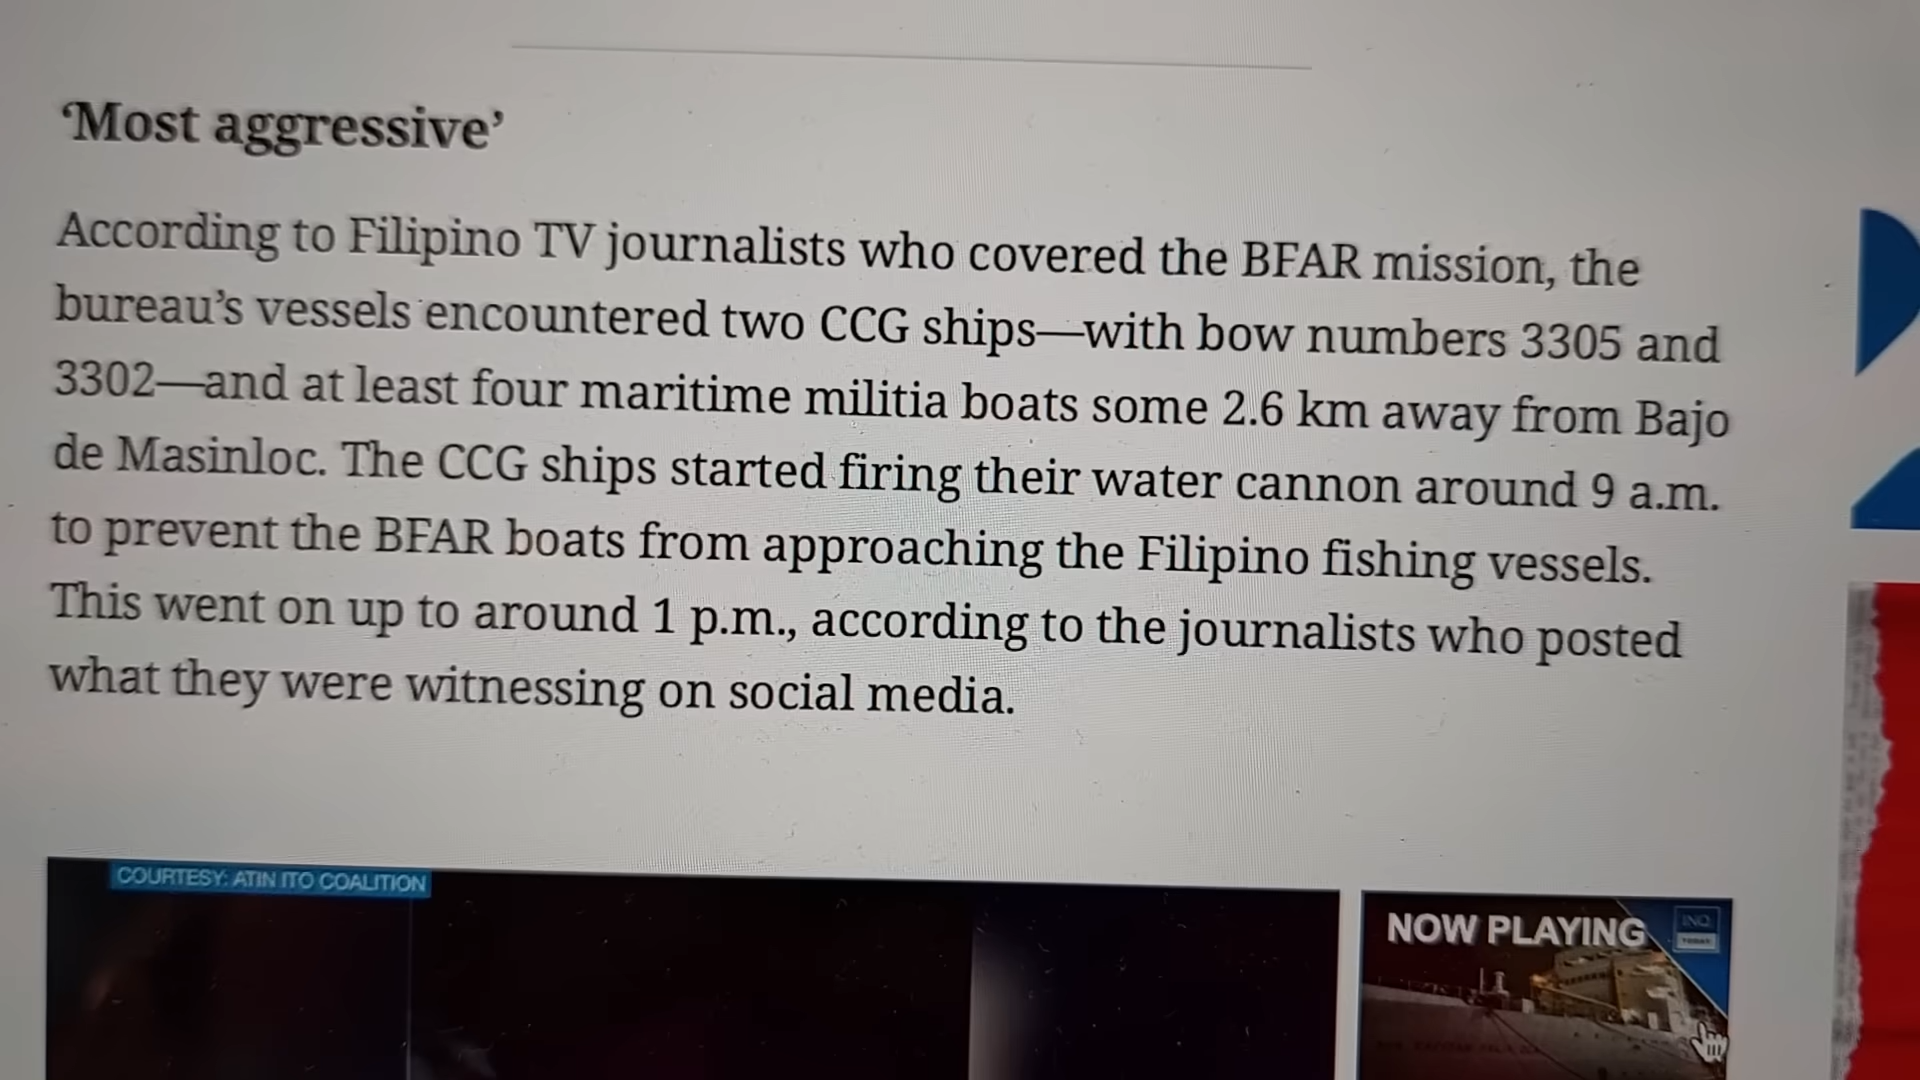 ‘Most aggressive’
According to Filipino TV journalists who covered the BFAR mission, the
bureau’s vessels encountered two CCG ships—with bow numbers 3305 and
3302—and at least four maritime militia boats some 2.6 km away from Bajo
de Masinloc. The CCG ships started firing their water cannon around 9 a.m.
to prevent the BFAR boats from approaching the Filipino fishing vessels.
This went on up to around 1 p.m., according to the journalists who posted
what they were witnessing on social media.
COURTESY: ATIN ITO COALITION
NOW PLAYING
INQ
TODAY